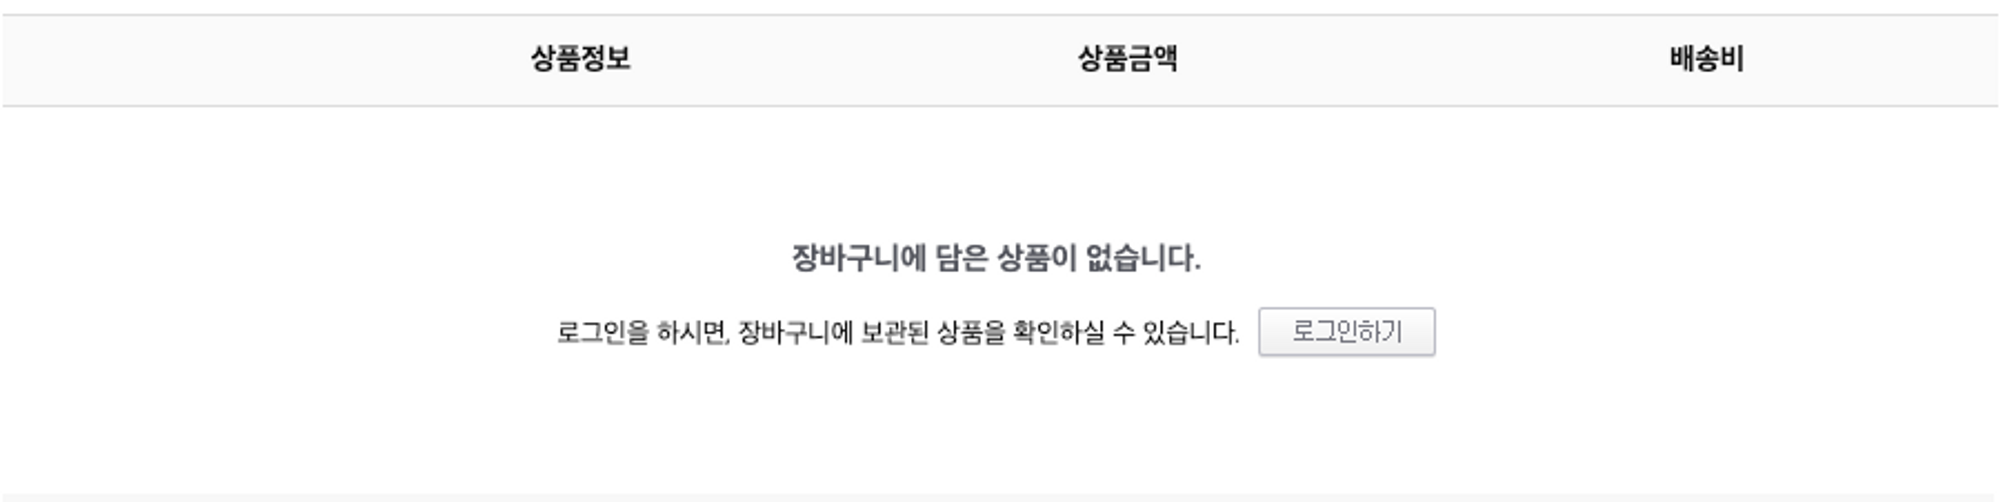 상품정보 상품금액 배송비
장바구니에 담은 상품이 없습니다.
로그인을 하시면, 장바구니에 보관된 상품을 확인하실 수 있습니다. 로그인하기